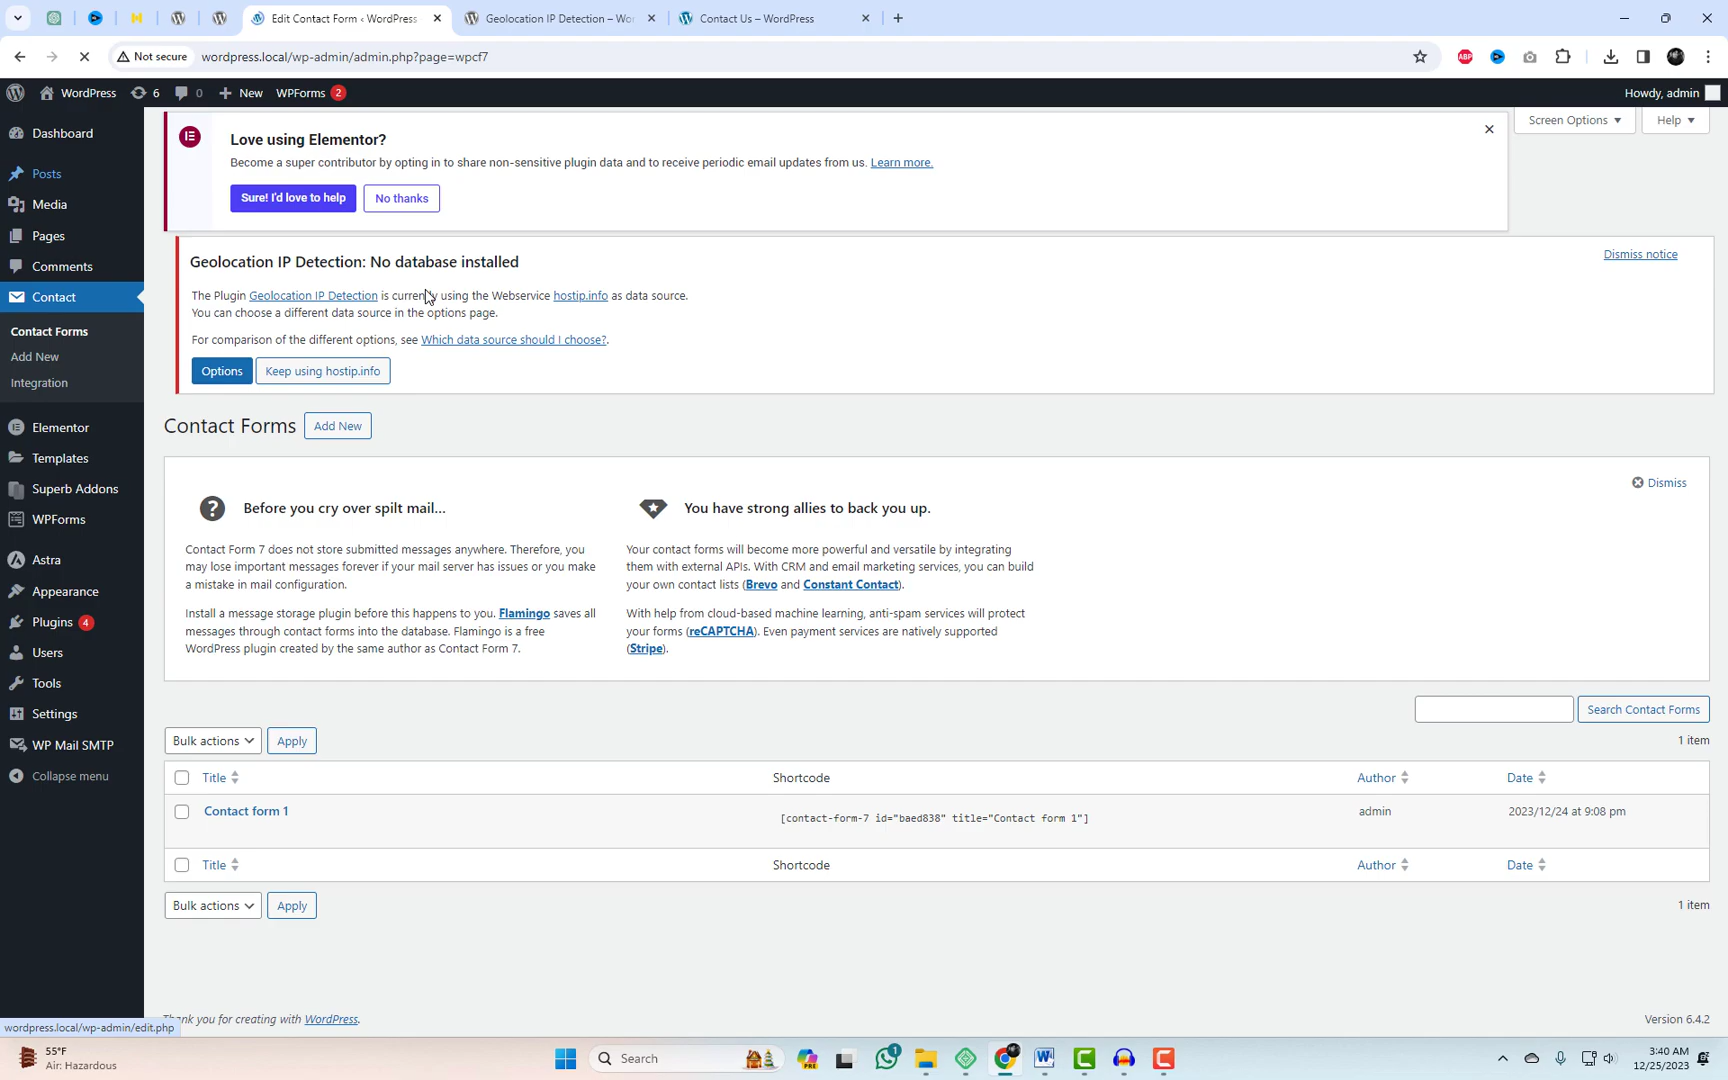 Edit Contact Form ‹ WordPress
Geolocation IP Detection – Wo
Contact Us – WordPress
Not secure
wordpress.local/wp-admin/admin.php?page=wpcf7
ABP
WordPress
6
0
New
WPForms 2
Howdy, admin
Dashboard
Posts
Media
Pages
Comments
Contact
Contact Forms
Add New
Integration
Elementor
Templates
Superb Addons
WPForms
Astra
Appearance
Plugins 4
Users
Tools
Settings
WP Mail SMTP
Collapse menu
Screen Options
Help
Love using Elementor?
Become a super contributor by opting in to share non-sensitive plugin data and to receive periodic email updates from us. Learn more.
Sure! I'd love to help
No thanks
Geolocation IP Detection: No database installed
Dismiss notice
The Plugin Geolocation IP Detection is currently using the Webservice hostip.info as data source.
You can choose a different data source in the options page.
For comparison of the different options, see Which data source should I choose?.
Options
Keep using hostip.info
Contact Forms
Add New
Dismiss
Before you cry over spilt mail...
Contact Form 7 does not store submitted messages anywhere. Therefore, you
may lose important messages forever if your mail server has issues or you make
a mistake in mail configuration.
Install a message storage plugin before this happens to you. Flamingo saves all
messages through contact forms into the database. Flamingo is a free
WordPress plugin created by the same author as Contact Form 7.
You have strong allies to back you up.
Your contact forms will become more powerful and versatile by integrating
them with external APIs. With CRM and email marketing services, you can build
your own contact lists (Brevo and Constant Contact).
With help from cloud-based machine learning, anti-spam services will protect
your forms (reCAPTCHA). Even payment services are natively supported
(Stripe).
Search Contact Forms
Bulk actions
Apply
1 item
Title
Shortcode
Author
Date
Contact form 1
[contact-form-7 id="baed838" title="Contact form 1"]
admin
2023/12/24 at 9:08 pm
Title
Shortcode
Author
Date
Bulk actions
Apply
1 item
Thank you for creating with WordPress.
Version 6.4.2
wordpress.local/wp-admin/edit.php
55°F
Air: Hazardous
Search
PRE
1
3:40 AM
12/25/2023